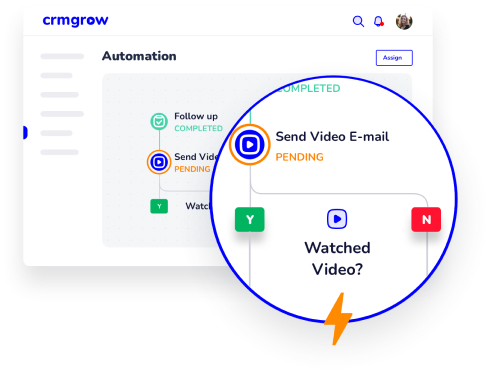 crmgrow
Automation
Assign
COMPLETED
Follow up
COMPLETED
Send Video E-mail
PENDING
Send Vide
PENDING
Y
Watch
Y
N
Watched
Video?